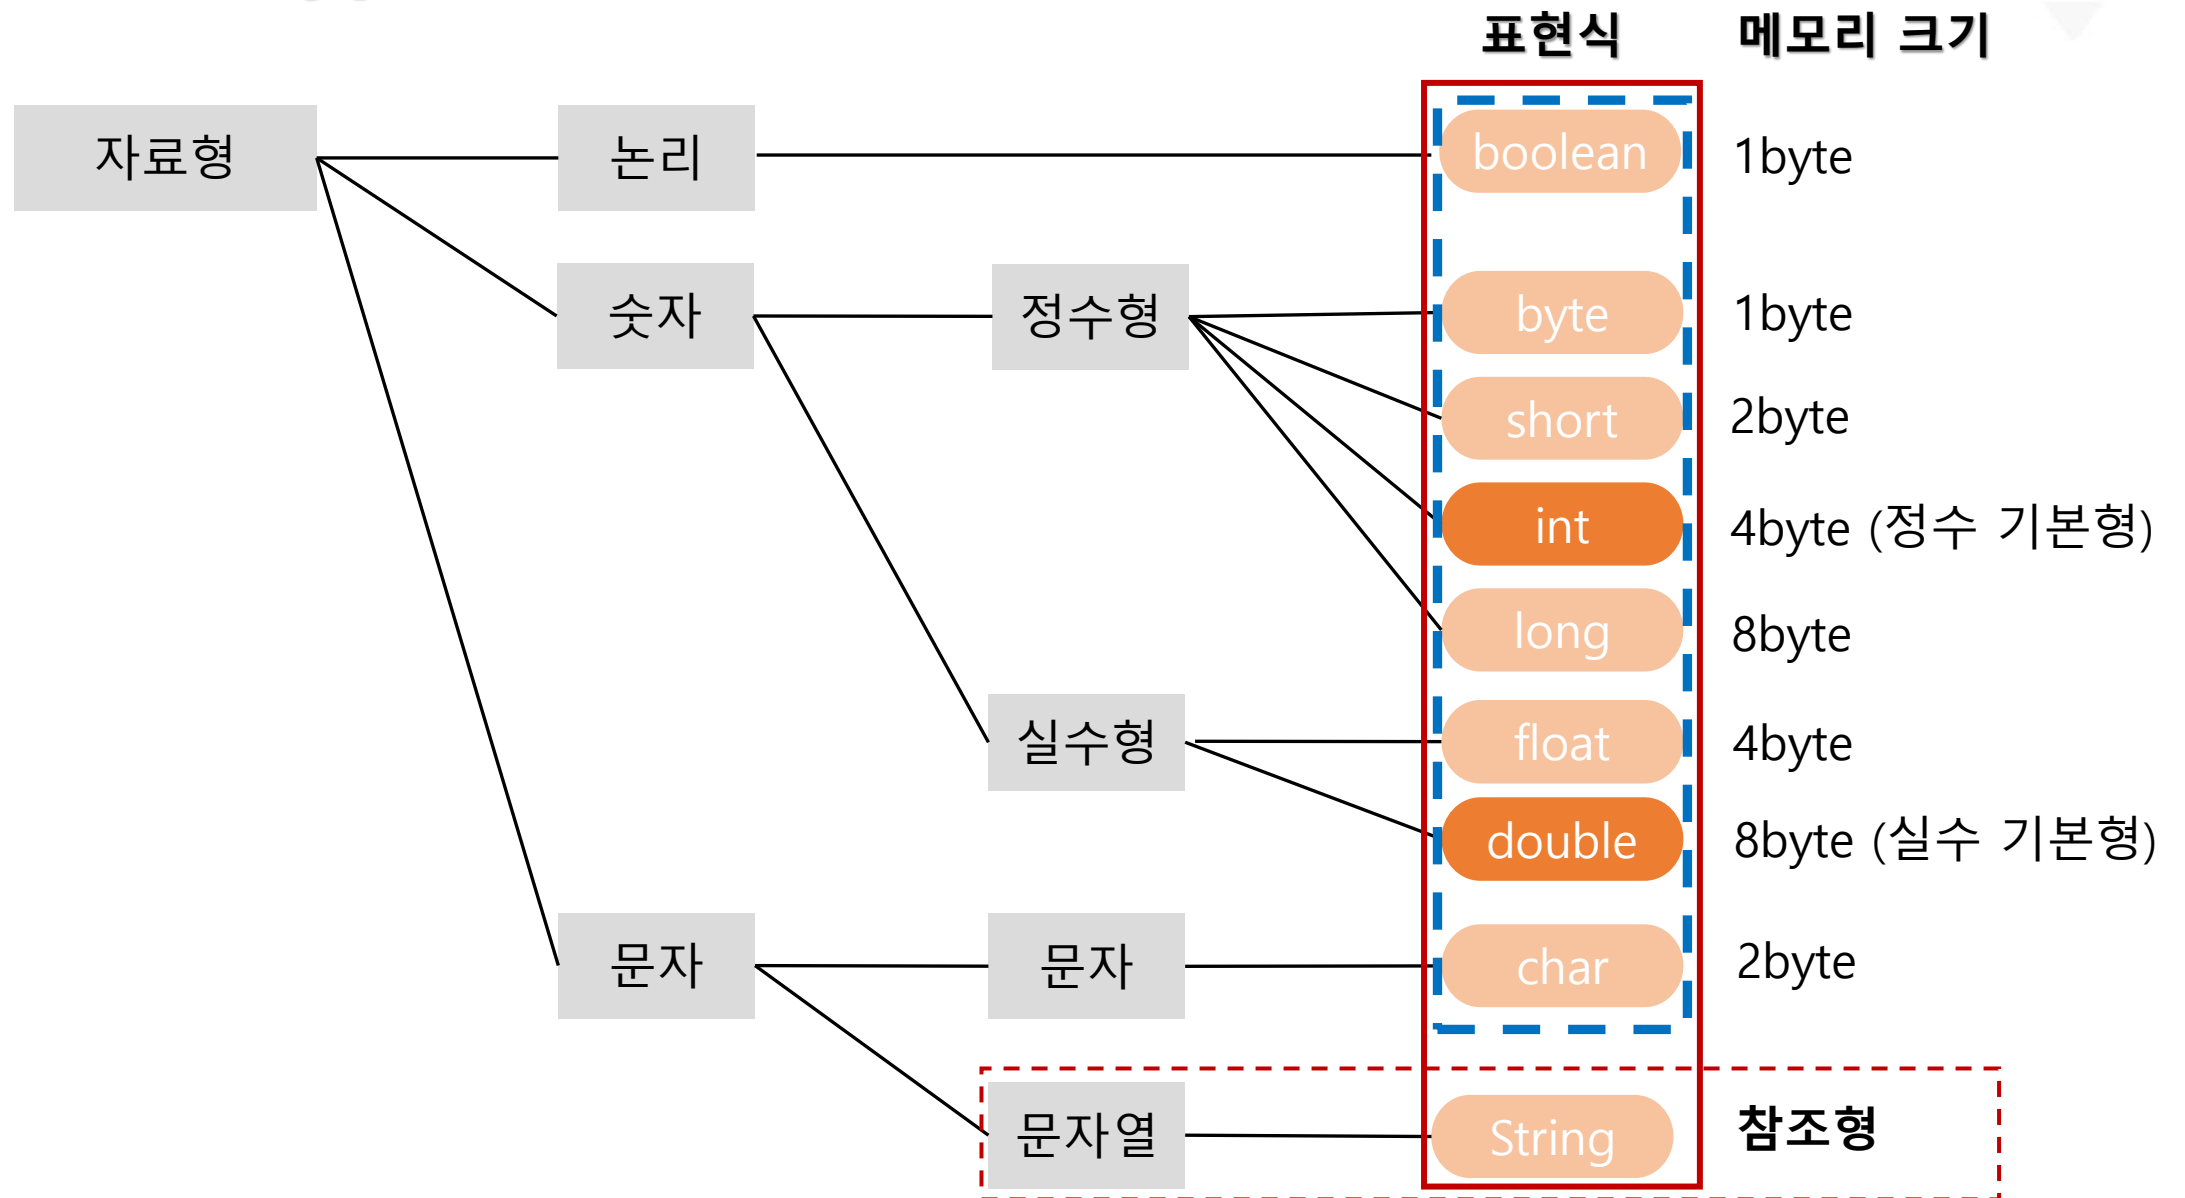 표현식 메모리 크기
자료형 논리 boolean 1byte
숫자 정수형 byte 1byte
short 2byte
int 4byte (정수 기본형)
long 8byte
실수형 float 4byte
double 8byte (실수 기본형)
문자 문자 char 2byte
문자열 String 참조형